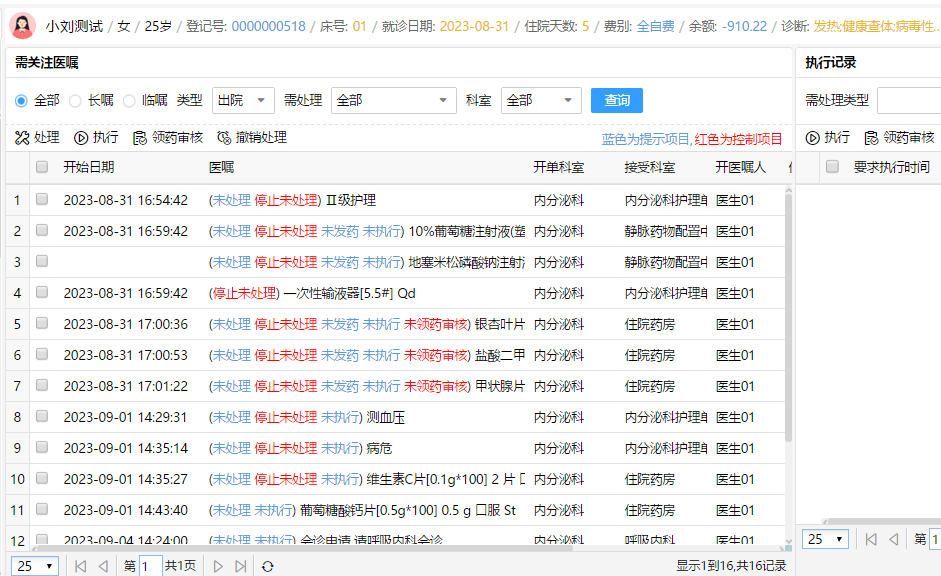 小刘测试 / 女 / 25岁 / 登记号: 0000000518 / 床号: 01 / 就诊日期: 2023-08-31 / 住院天数: 5 / 费别: 全自费 / 余额: -910.22 / 诊断: 发热;健康查体;病毒性...
需关注医嘱
全部 长嘱 临嘱 类型 出院 需处理 全部 科室 全部 查询
处理 执行 领药审核 撤销处理 蓝色为提示项目,红色为控制项目
开始日期 医嘱 开单科室 接受科室 开医嘱人
1 2023-08-31 16:54:42 (未处理 停止未处理) II级护理 内分泌科 内分泌科护理单 医生01
2 2023-08-31 16:59:42 (未处理 停止未处理 未发药 未执行) 10%葡萄糖注射液(塑 内分泌科 静脉药物配置中 医生01
3 (未处理 停止未处理 未发药 未执行) 地塞米松磷酸钠注射 内分泌科 静脉药物配置中 医生01
4 2023-08-31 16:59:42 (停止未处理) 一次性输液器[5.5#] Qd 内分泌科 内分泌科护理单 医生01
5 2023-08-31 17:00:36 (未处理 停止未处理 未发药 未执行 未领药审核) 银杏叶片 内分泌科 住院药房 医生01
6 2023-08-31 17:00:53 (未处理 停止未处理 未发药 未执行 未领药审核) 盐酸二甲 内分泌科 住院药房 医生01
7 2023-08-31 17:01:22 (未处理 停止未处理 未发药 未执行 未领药审核) 甲状腺片 内分泌科 住院药房 医生01
8 2023-09-01 14:29:31 (未处理 停止未处理 未执行) 测血压 内分泌科 内分泌科护理单 医生01
9 2023-09-01 14:35:14 (未处理 停止未处理 未执行) 病危 内分泌科 内分泌科护理单 医生01
10 2023-09-01 14:35:27 (未处理 停止未处理 未执行) 维生素C片[0.1g*100] 2 片 内分泌科 住院药房 医生01
11 2023-09-01 14:43:40 (未处理 未执行) 葡萄糖酸钙片[0.5g*100] 0.5 g 口服 St 内分泌科 住院药房 医生01
12 2023-09-04 14:24:00 (未处理 未执行) 会诊申请 请呼吸内科会诊 内分泌科 呼吸内科 医生01
25 第 1 共1页 显示1到16,共16记录
执行记录
需处理类型
执行 领药审核
要求执行时间
25 第 1